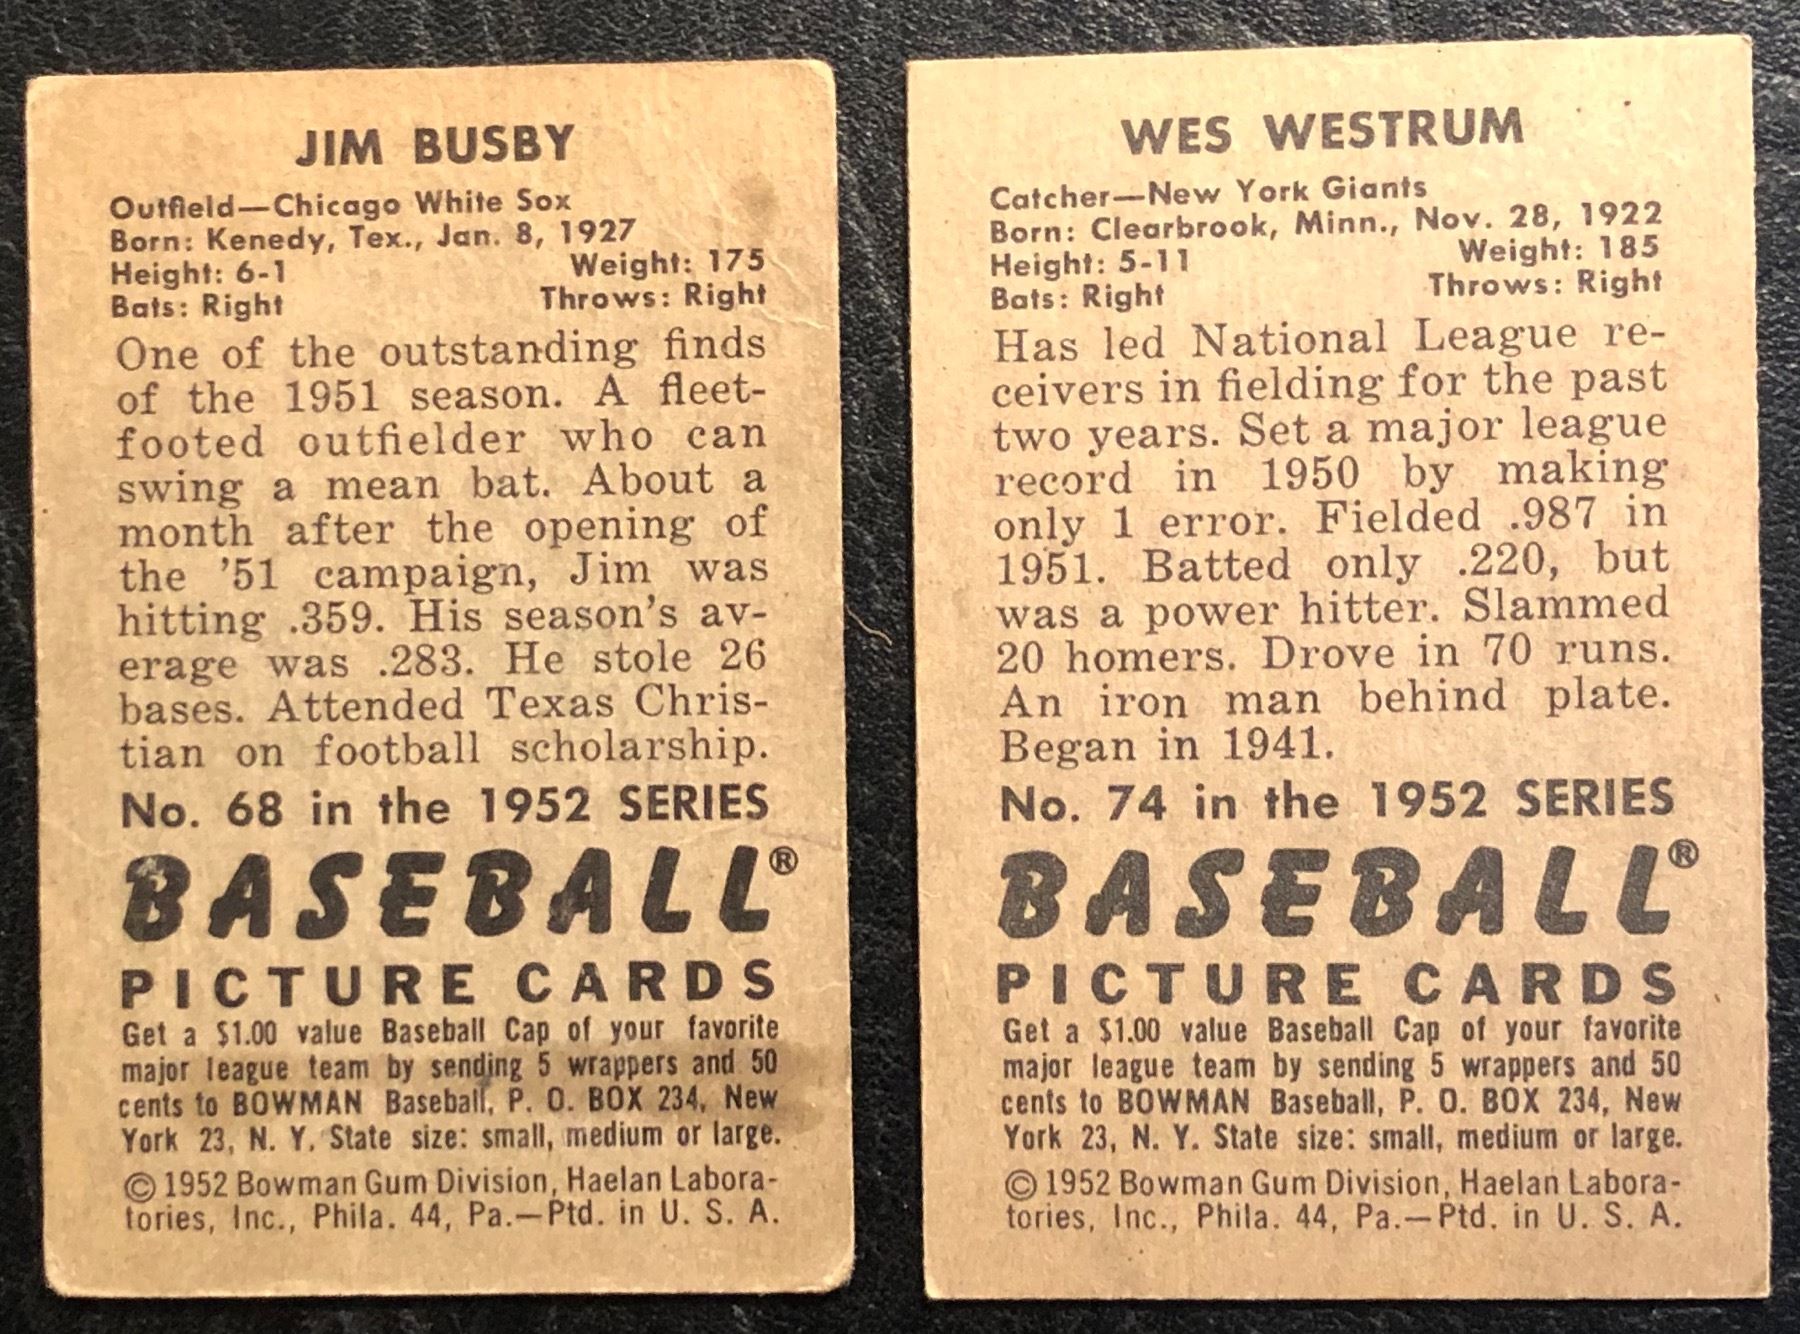 JIM BUSBY
Outfield—Chicago White Sox
Born: Kenedy, Tex., Jan. 8, 1927
Height: 6-1 Weight: 175
Bats: Right Throws: Right
One of the outstanding finds
of the 1951 season. A fleet-
footed outfielder who can
swing a mean bat. About a
month after the opening of
the '51 campaign, Jim was
hitting .359. His season's av-
erage was .283. He stole 26
bases. Attended Texas Chris-
tian on football scholarship.
No. 68 in the 1952 SERIES
BASEBALL®
PICTURE CARDS
Get a $1.00 value Baseball Cap of your favorite
major league team by sending 5 wrappers and 50
cents to BOWMAN Baseball, P. O. BOX 234, New
York 23, N. Y. State size: small, medium or large.
© 1952 Bowman Gum Division, Haelan Labora-
tories, Inc., Phila. 44, Pa.—Ptd. in U. S. A.
WES WESTRUM
Catcher—New York Giants
Born: Clearbrook, Minn., Nov. 28, 1922
Height: 5-11 Weight: 185
Bats: Right Throws: Right
Has led National League re-
ceivers in fielding for the past
two years. Set a major league
record in 1950 by making
only 1 error. Fielded .987 in
1951. Batted only .220, but
was a power hitter. Slammed
20 homers. Drove in 70 runs.
An iron man behind plate.
Began in 1941.
No. 74 in the 1952 SERIES
BASEBALL®
PICTURE CARDS
Get a $1.00 value Baseball Cap of your favorite
major league team by sending 5 wrappers and 50
cents to BOWMAN Baseball, P. O. BOX 234, New
York 23, N. Y. State size: small, medium or large.
© 1952 Bowman Gum Division, Haelan Labora-
tories, Inc., Phila. 44, Pa.—Ptd. in U. S. A.